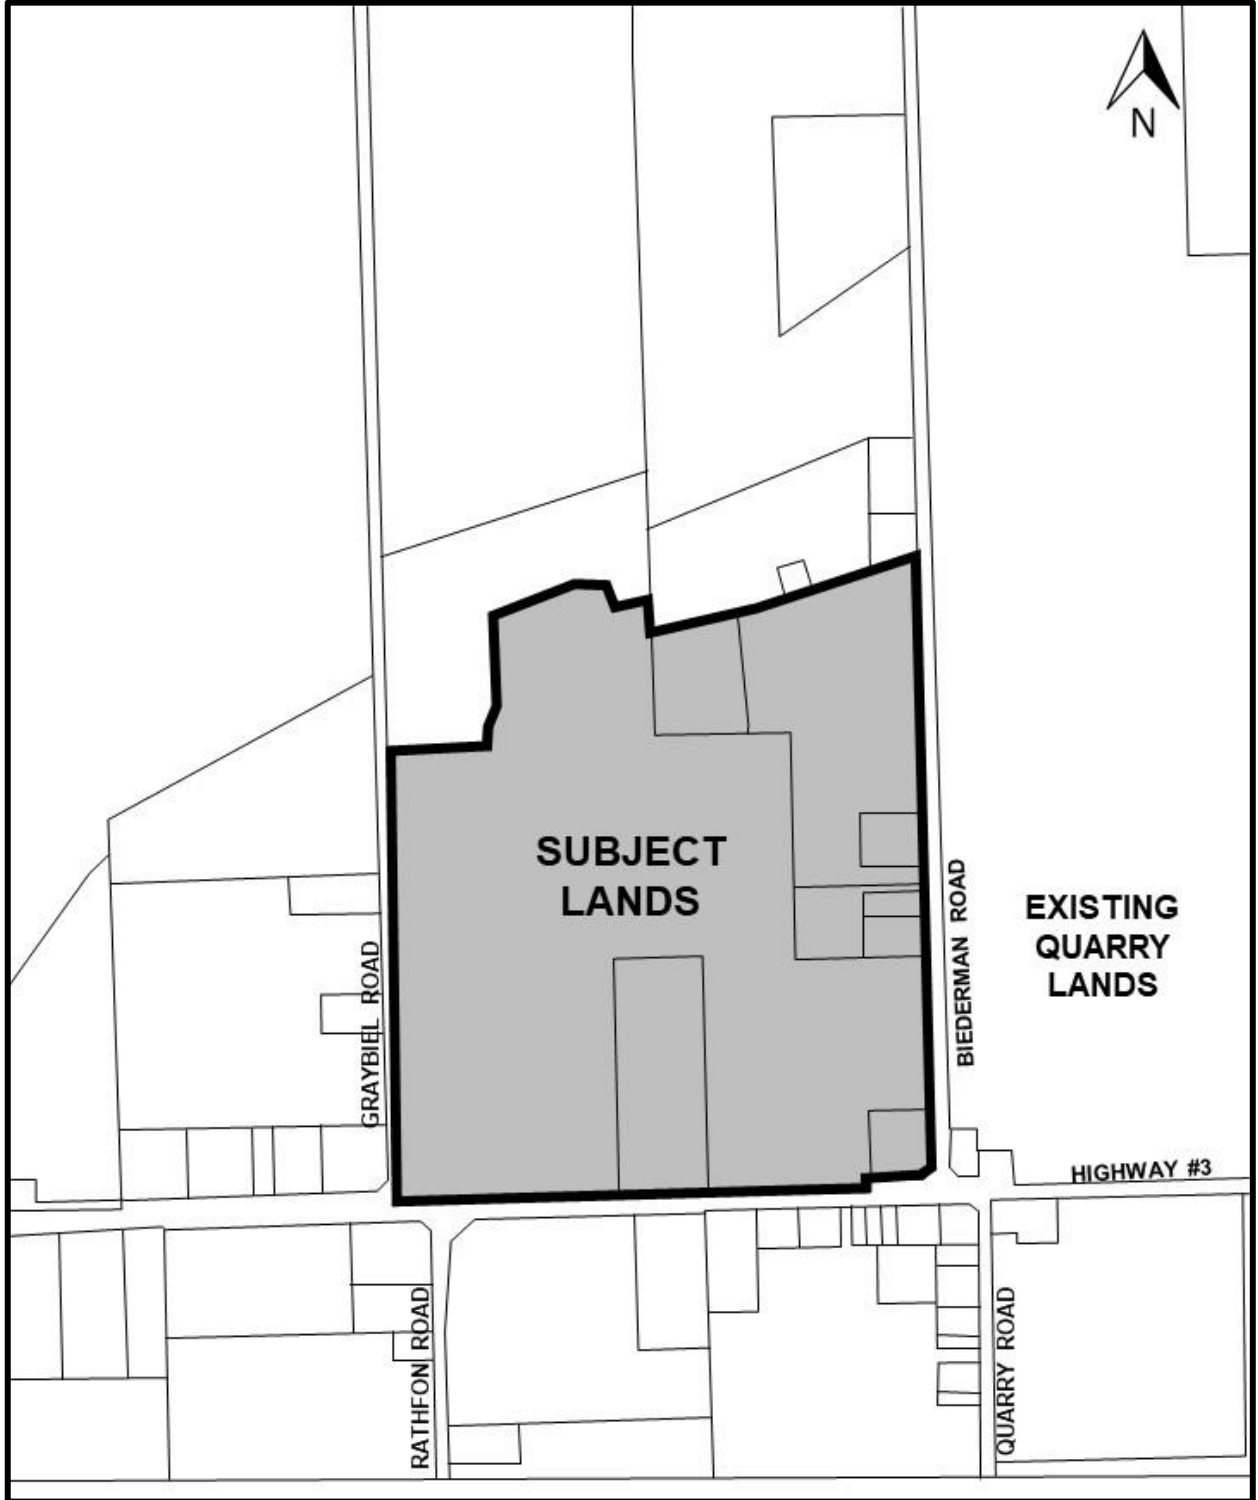 N
SUBJECT
LANDS
EXISTING
QUARRY
LANDS
BIEDERMAN ROAD
GRAYBIEL ROAD
HIGHWAY #3
RATHFON ROAD
QUARRY ROAD